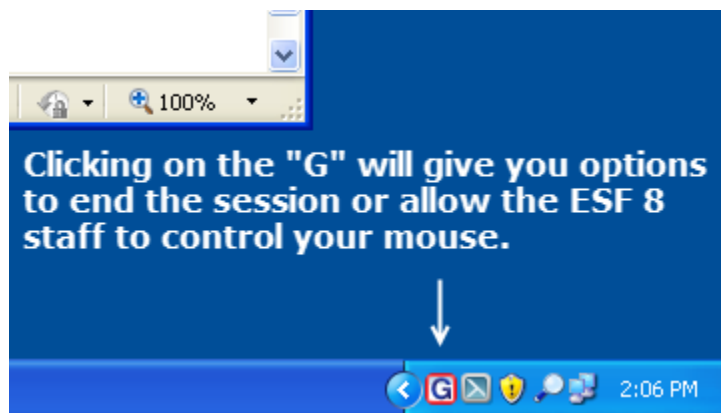 100%
Clicking on the "G" will give you options
to end the session or allow the ESF 8
staff to control your mouse.
G
2:06 PM